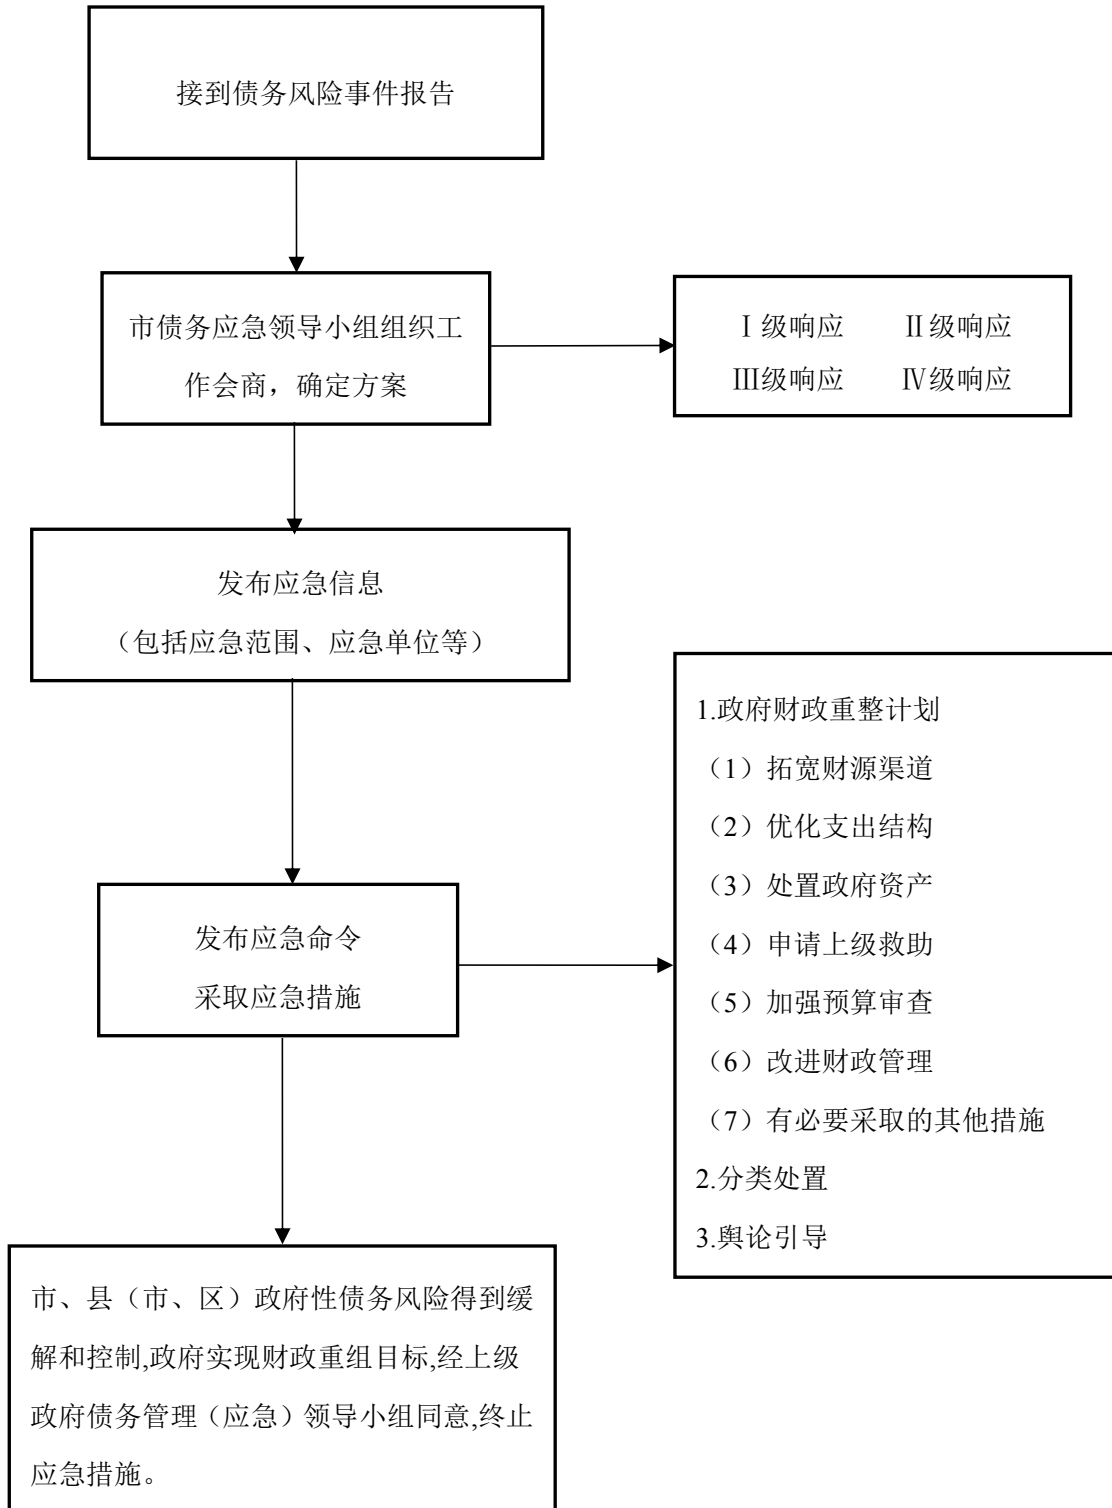 接到债务风险事件报告
市债务应急领导小组组织工
作会商，确定方案
Ⅰ级响应 Ⅱ级响应
Ⅲ级响应 Ⅳ级响应
发布应急信息
（包括应急范围、应急单位等）
发布应急命令
采取应急措施
1.政府财政重整计划
（1）拓宽财源渠道
（2）优化支出结构
（3）处置政府资产
（4）申请上级救助
（5）加强预算审查
（6）改进财政管理
（7）有必要采取的其他措施
2.分类处置
3.舆论引导
市、县（市、区）政府性债务风险得到缓
解和控制,政府实现财政重组目标,经上级
政府债务管理（应急）领导小组同意,终止
应急措施。